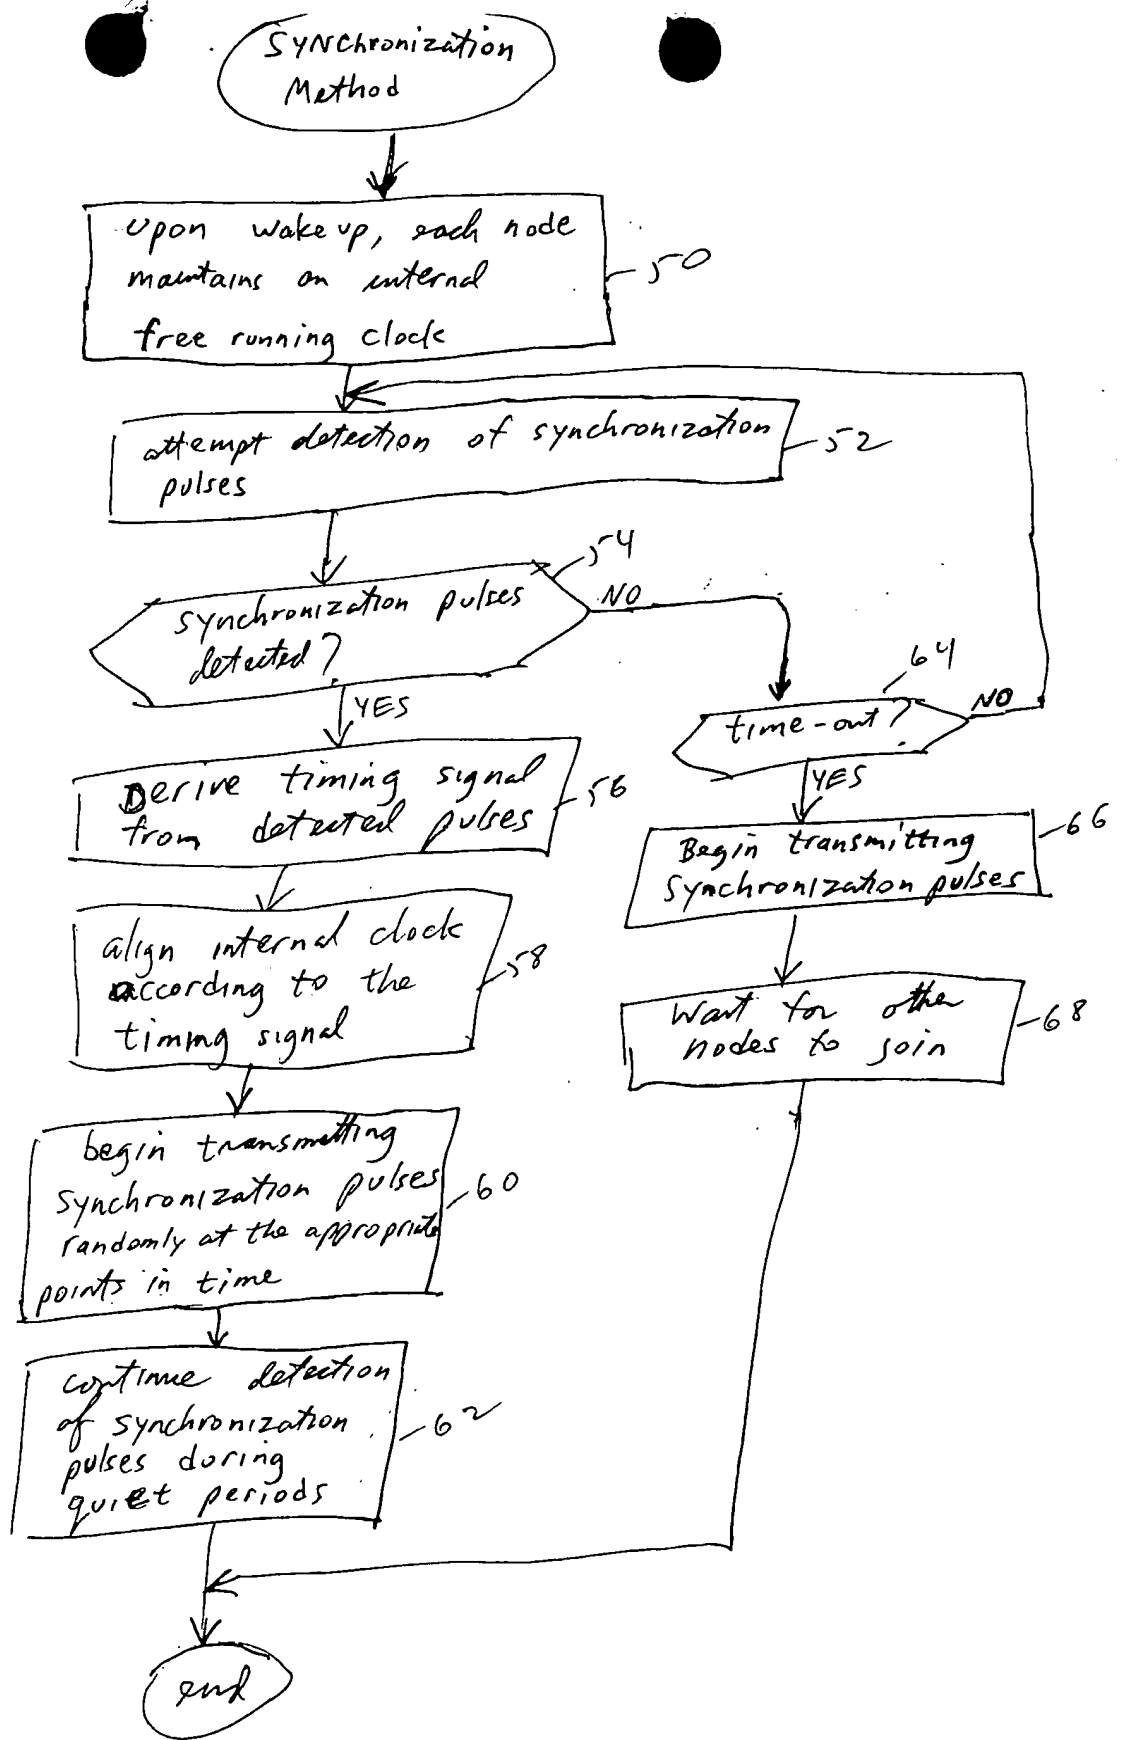 SYNChronization
Method
upon wake up, each node
maintains an internal
free running clock
50
attempt detection of synchronization
pulses
52
synchronization pulses
detected?
54
NO
YES
time-out?
64
NO
YES
Derive timing signal
from detected pulses
56
Begin transmitting
synchronization pulses
66
align internal clock
according to the
timing signal
58
Wait for other
nodes to join
68
begin transmitting
synchronization pulses
randomly at the appropriate
points in time
60
continue detection
of synchronization
pulses during
quiet periods
62
end